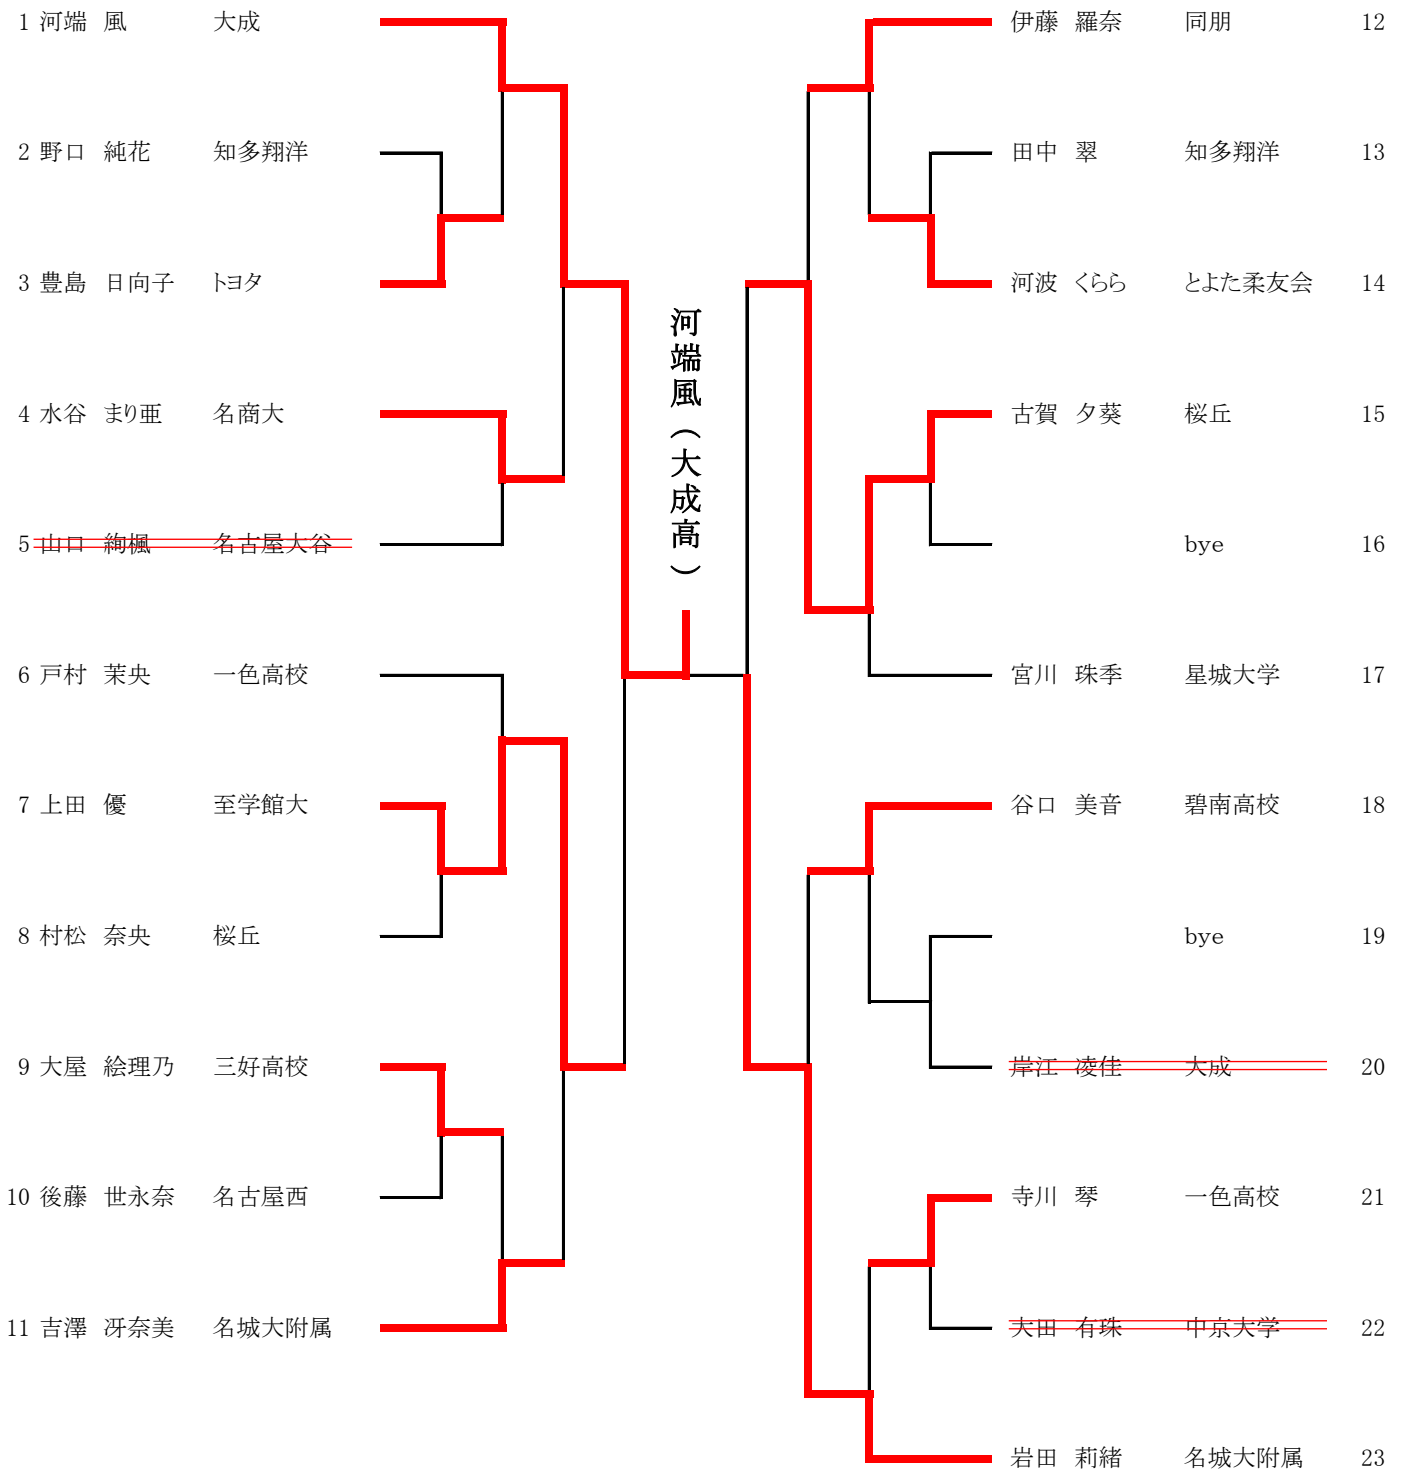 1 河端 風 大成
2 野口 純花 知多翔洋
3 豊島 日向子 トヨタ
4 水谷 まり亜 名商大
5 山口 絢楓 名古屋大谷
6 戸村 茉央 一色高校
7 上田 優 至学館大
8 村松 奈央 桜丘
9 大屋 絵理乃 三好高校
10 後藤 世永奈 名古屋西
11 吉澤 冴奈美 名城大附属
河端風（大成高）
伊藤 羅奈 同朋 12
田中 翠 知多翔洋 13
河波 くらら とよた柔友会 14
古賀 夕葵 桜丘 15
bye 16
宮川 珠季 星城大学 17
谷口 美音 碧南高校 18
bye 19
岸江 凌佳 大成 20
寺川 琴 一色高校 21
大田 有珠 中京大学 22
岩田 莉緒 名城大附属 23